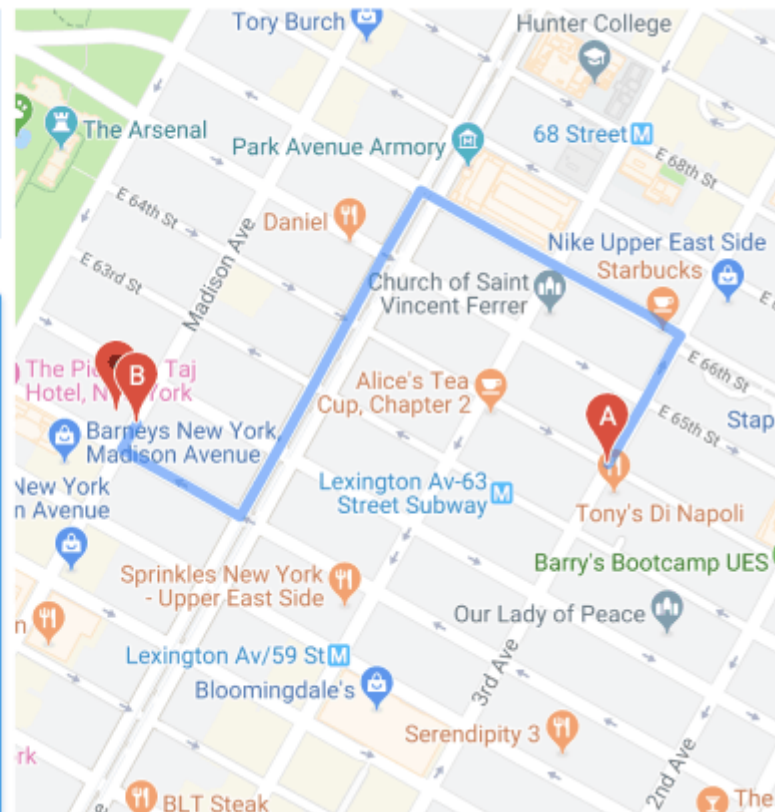 Tory Burch
Hunter College
The Arsenal
Park Avenue Armory
68 Street M
E 68th St
E 64th St
Daniel
Madison Ave
Nike Upper East Side
E 63rd St
Church of Saint
Vincent Ferrer
Starbucks
E 66th St
The Pie Taj
Hotel, N York
B
Alice's Tea
Cup, Chapter 2
A
E 65th St
Stap
Barneys New York,
Madison Avenue
New York
n Avenue
Lexington Av-63
Street Subway M
Tony's Di Napoli
Barry's Bootcamp UES
Sprinkles New York
- Upper East Side
Our Lady of Peace
n
Lexington Av/59 St M
3rd Ave
Bloomingdale's
Serendipity 3
rk
2nd Ave
BLT Steak
The